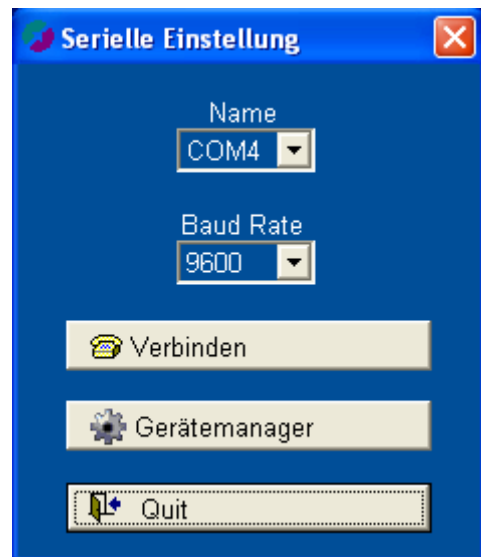 Serielle Einstellung
Name
COM4
Baud Rate
9600
Verbinden
Gerätemanager
Quit